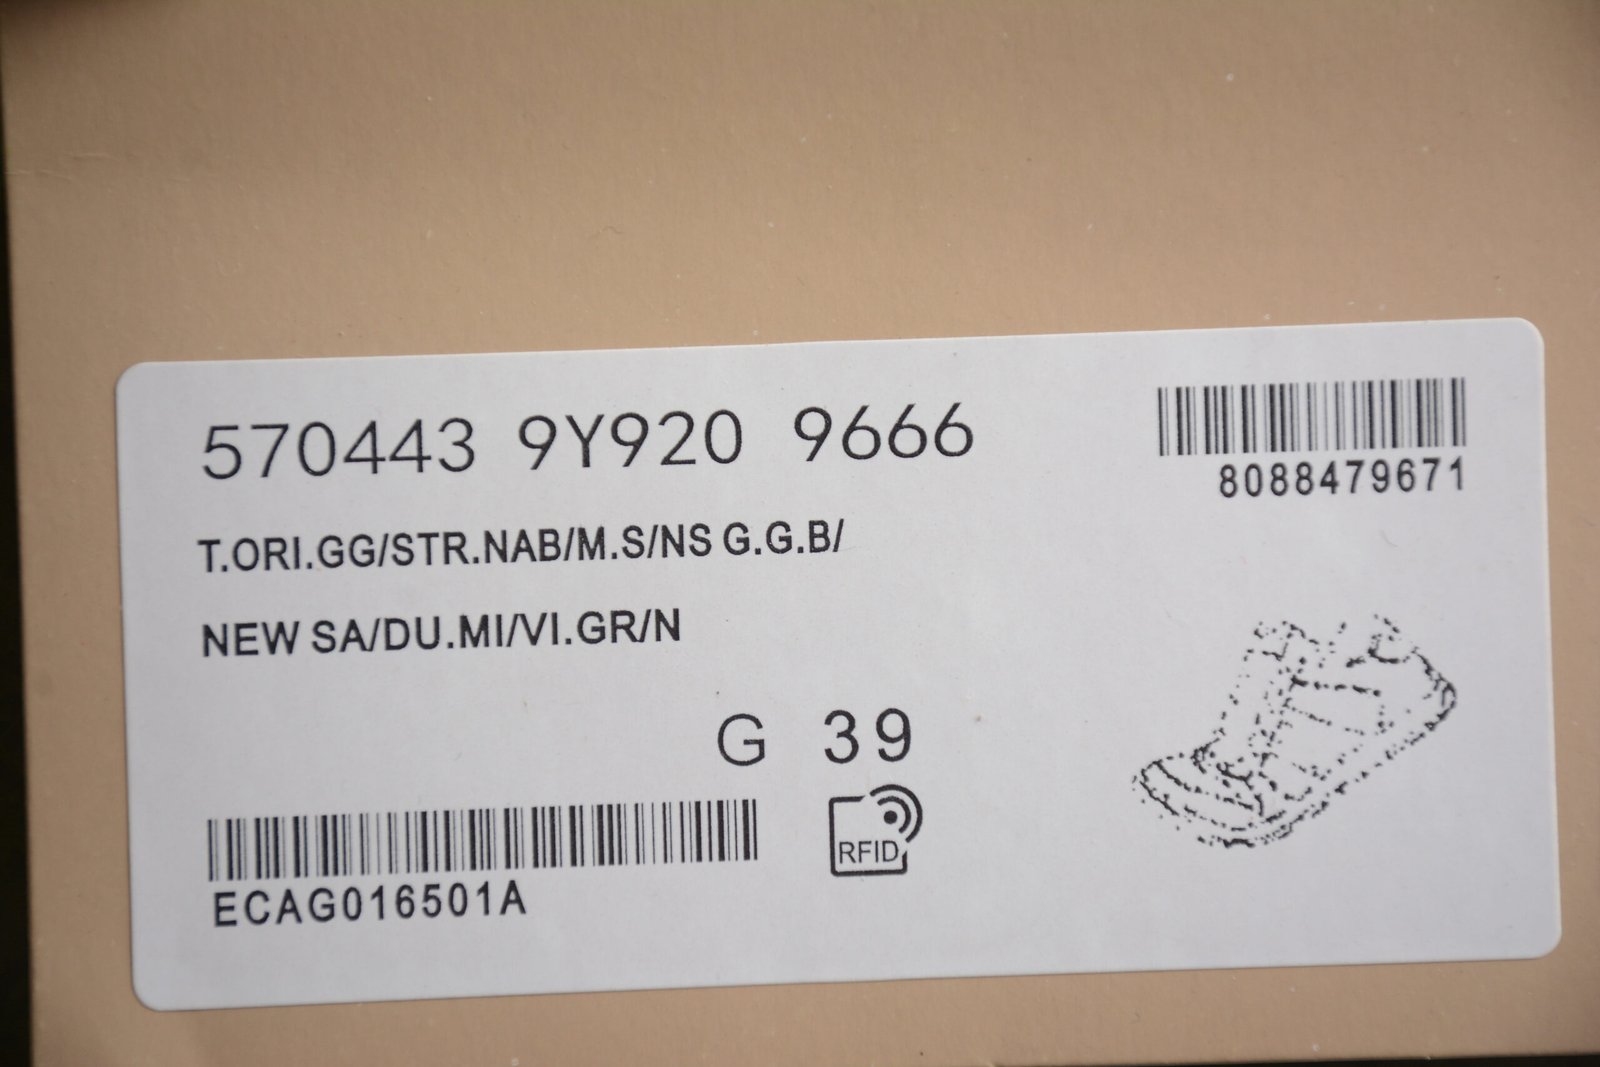 570443 9Y920 9666
8088479671
T.ORI.GG/STR.NAB/M.S/NS G.G.B/
NEW SA/DU.MI/VI.GR/N
G 39
RFID
ECAG016501A